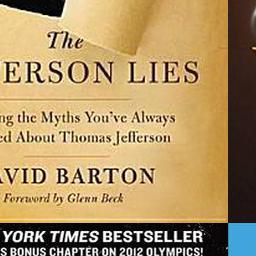 The
ERSON LIES
ng the Myths You've Always
ed About Thomas Jefferson
AVID BARTON
Foreword by Glenn Beck
YORK TIMES BESTSELLER
S BONUS CHAPTER ON 2012 OLYMPICS!